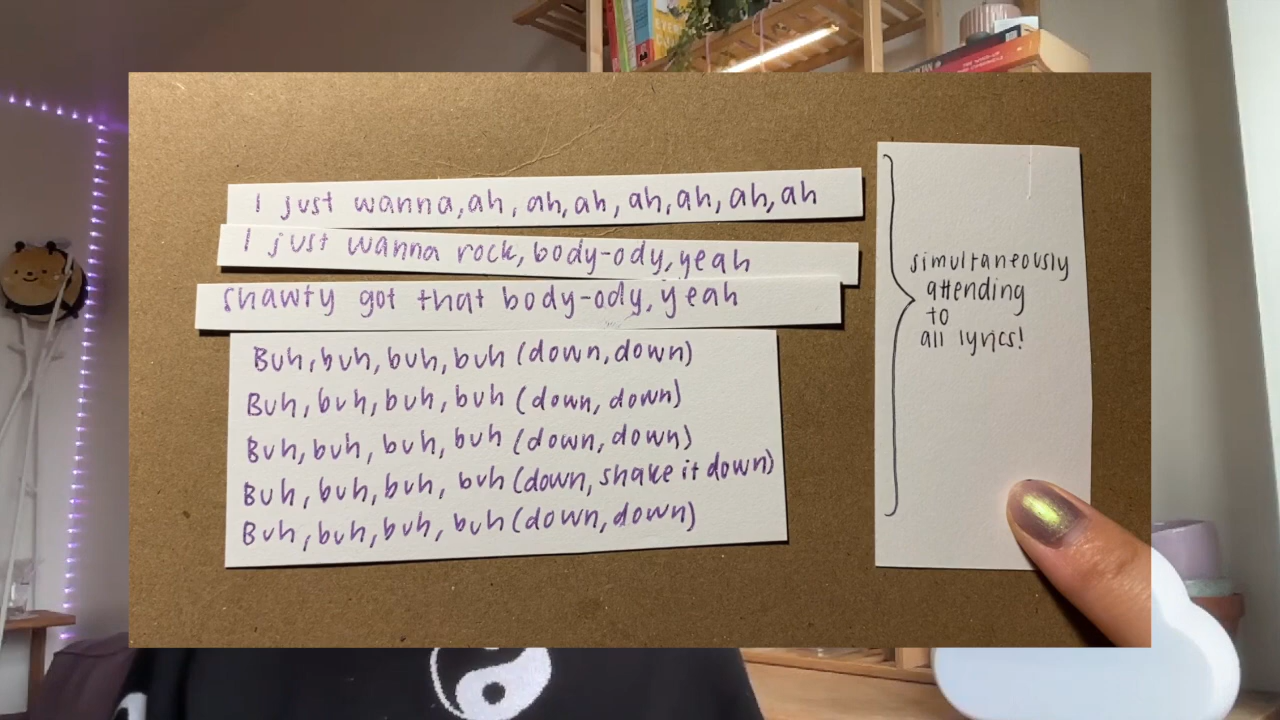 I just wanna, ah, ah, ah, ah, ah, ah, ah
I just wanna rock, body-ody, yeah
shawty got that body-ody, yeah
Buh, buh, buh, buh (down, down)
Buh, buh, buh, buh (down, down)
Buh, buh, buh, buh (down, down)
Buh, buh, buh, buh (down, shake it down)
Buh, buh, buh, buh (down, down)
simultaneously
attending
to
all lyrics!